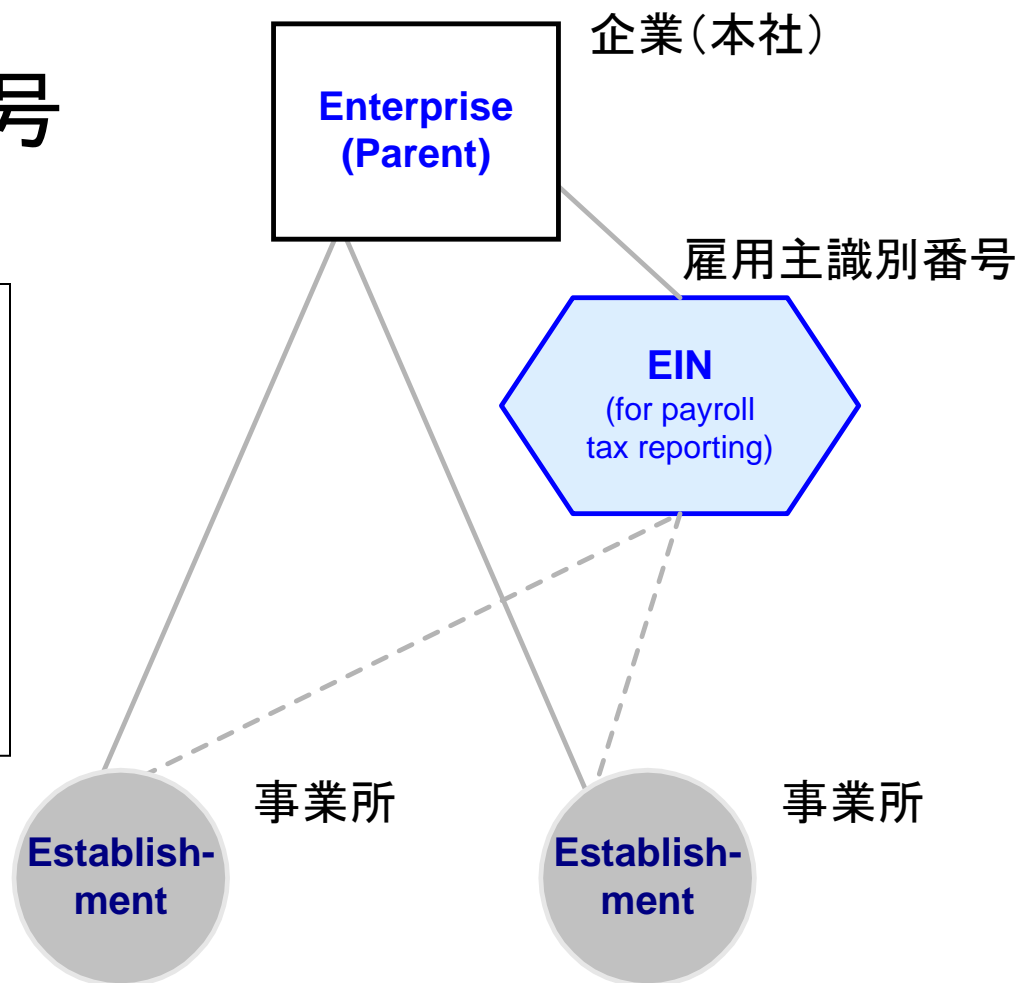 企業(本社)
号
Enterprise
(Parent)
雇用主識別番号
EIN
(for payroll
tax reporting)
事業所
事業所
Establish-
ment
Establish-
ment